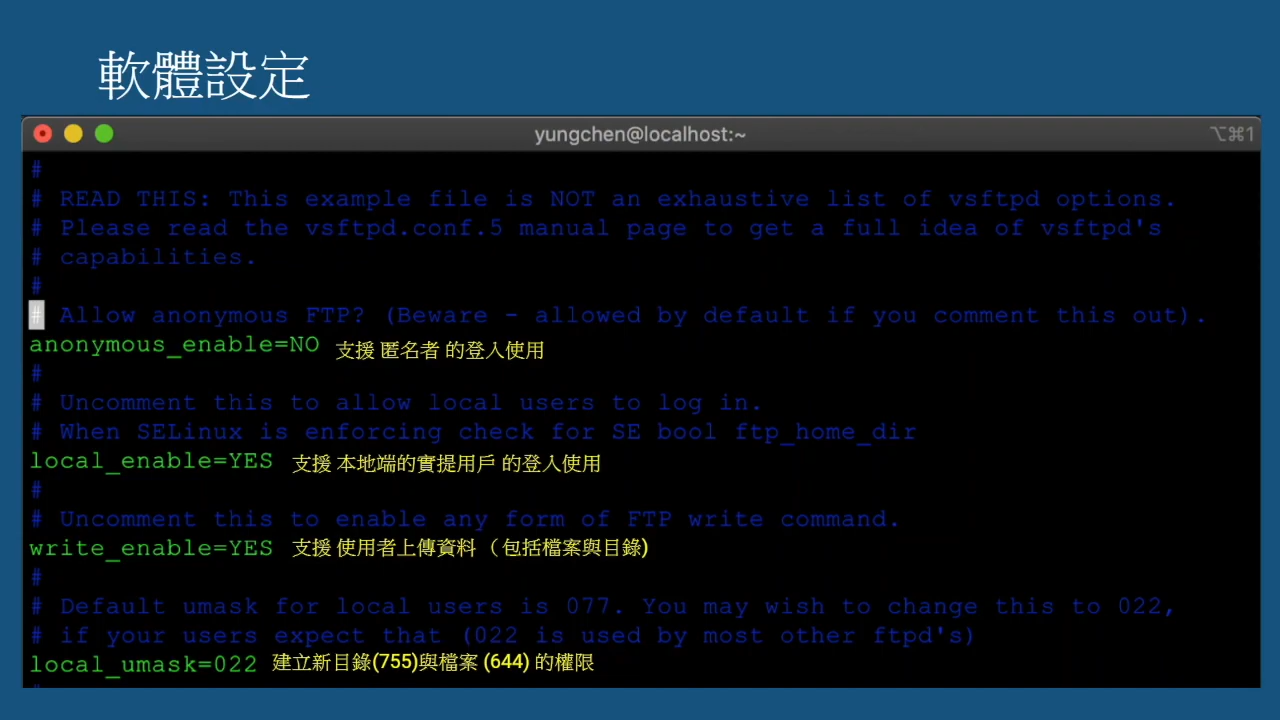 軟體設定
yungchen@localhost:~
⌥⌘1
#
# READ THIS: This example file is NOT an exhaustive list of vsftpd options.
# Please read the vsftpd.conf.5 manual page to get a full idea of vsftpd's
# capabilities.
#
# Allow anonymous FTP? (Beware - allowed by default if you comment this out).
anonymous_enable=NO 支援 匿名者 的登入使用
#
# Uncomment this to allow local users to log in.
# When SELinux is enforcing check for SE bool ftp_home_dir
local_enable=YES 支援 本地端的實提用戶 的登入使用
#
# Uncomment this to enable any form of FTP write command.
write_enable=YES 支援 使用者上傳資料 （包括檔案與目錄)
#
# Default umask for local users is 077. You may wish to change this to 022,
# if your users expect that (022 is used by most other ftpd's)
local_umask=022 建立新目錄(755)與檔案 (644) 的權限